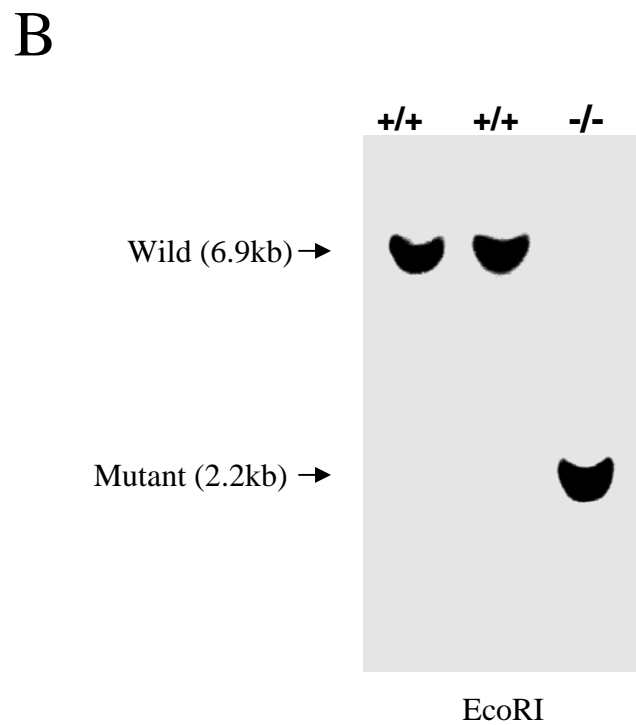 B
+/+ +/+ -/-
Wild (6.9kb)
Mutant (2.2kb)
EcoRI